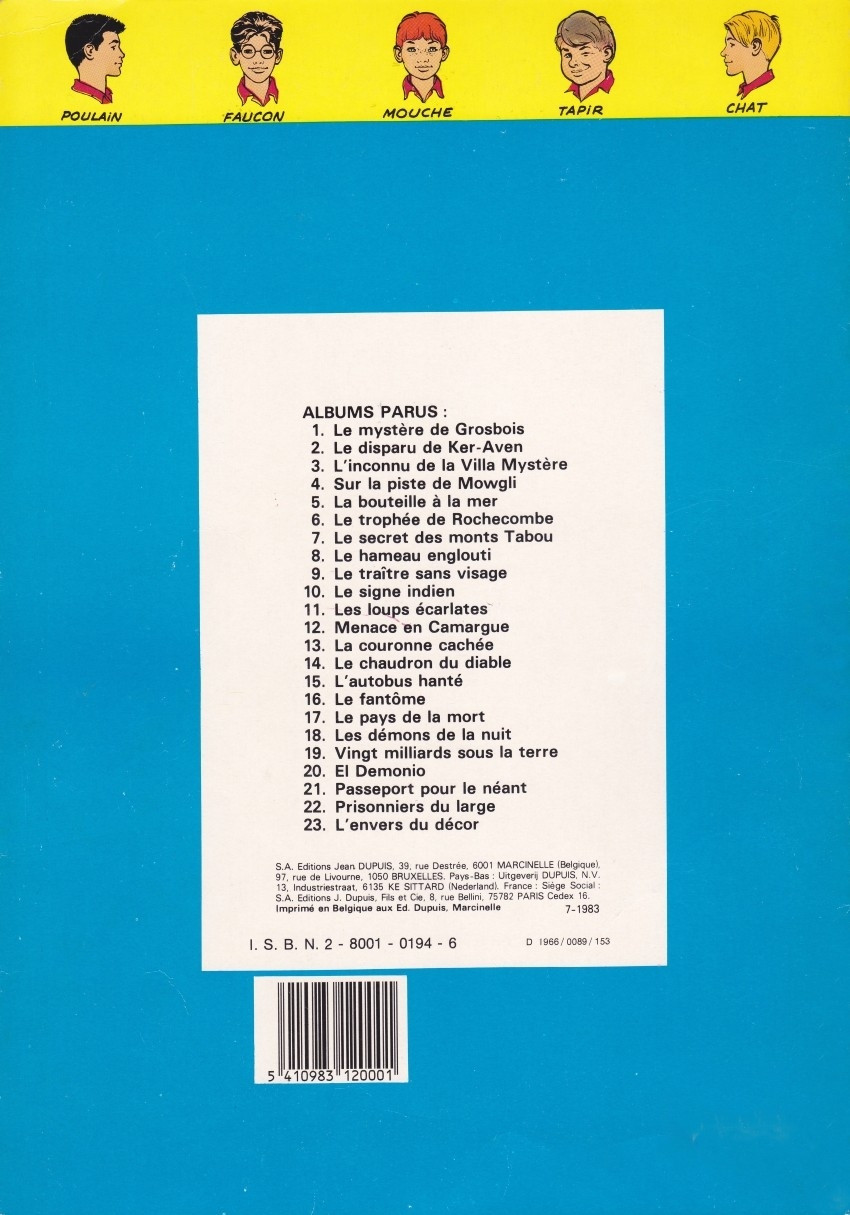 POULAIN
FAUCON
MOUCHE
TAPIR
CHAT
ALBUMS PARUS :
1. Le mystère de Grosbois
2. Le disparu de Ker-Aven
3. L'inconnu de la Villa Mystère
4. Sur la piste de Mowgli
5. La bouteille à la mer
6. Le trophée de Rochecombe
7. Le secret des monts Tabou
8. Le hameau englouti
9. Le traître sans visage
10. Le signe indien
11. Les loups écarlates
12. Menace en Camargue
13. La couronne cachée
14. Le chaudron du diable
15. L'autobus hanté
16. Le fantôme
17. Le pays de la mort
18. Les démons de la nuit
19. Vingt milliards sous la terre
20. El Demonio
21. Passeport pour le néant
22. Prisonniers du large
23. L'envers du décor
S.A. Editions Jean DUPUIS, 39, rue Destrée, 6001 MARCINELLE (Belgique),
97, rue de Livourne, 1050 BRUXELLES. Pays-Bas : Uitgeverij DUPUIS, N.V.
13, Industriestraat, 6135 KE SITTARD (Nederland). France : Siège Social :
S.A. Editions J. Dupuis, Fils et Cie, 8, rue Bellini, 75782 PARIS Cedex 16.
Imprimé en Belgique aux Ed. Dupuis, Marcinelle 7-1983
I. S. B. N. 2 - 8001 - 0194 - 6 D 1966/0089/153
5 410983 120001